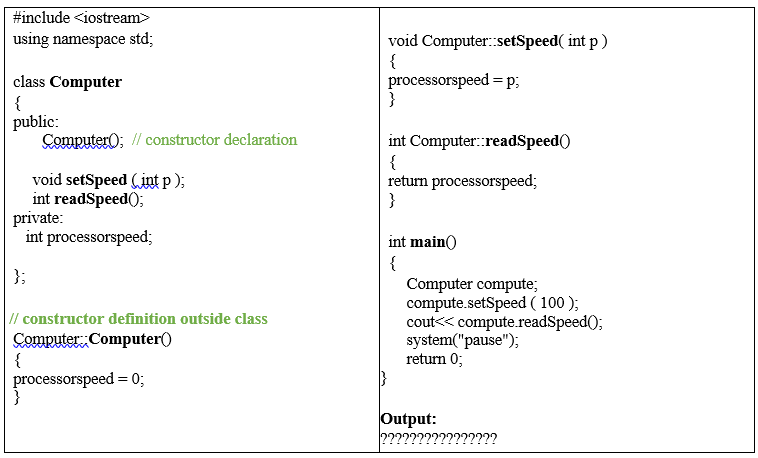 #include <iostream>
using namespace std;
class Computer
{
public:
Computer(); // constructor declaration
void setSpeed ( int p );
int readSpeed();
private:
int processorspeed;
};
// constructor definition outside class
Computer::Computer()
{
processorspeed = 0;
}
void Computer::setSpeed( int p )
{
processorspeed = p;
}
int Computer::readSpeed()
{
return processorspeed;
}
int main()
{
Computer compute;
compute.setSpeed ( 100 );
cout<< compute.readSpeed();
system("pause");
return 0;
}
Output:
????????????????